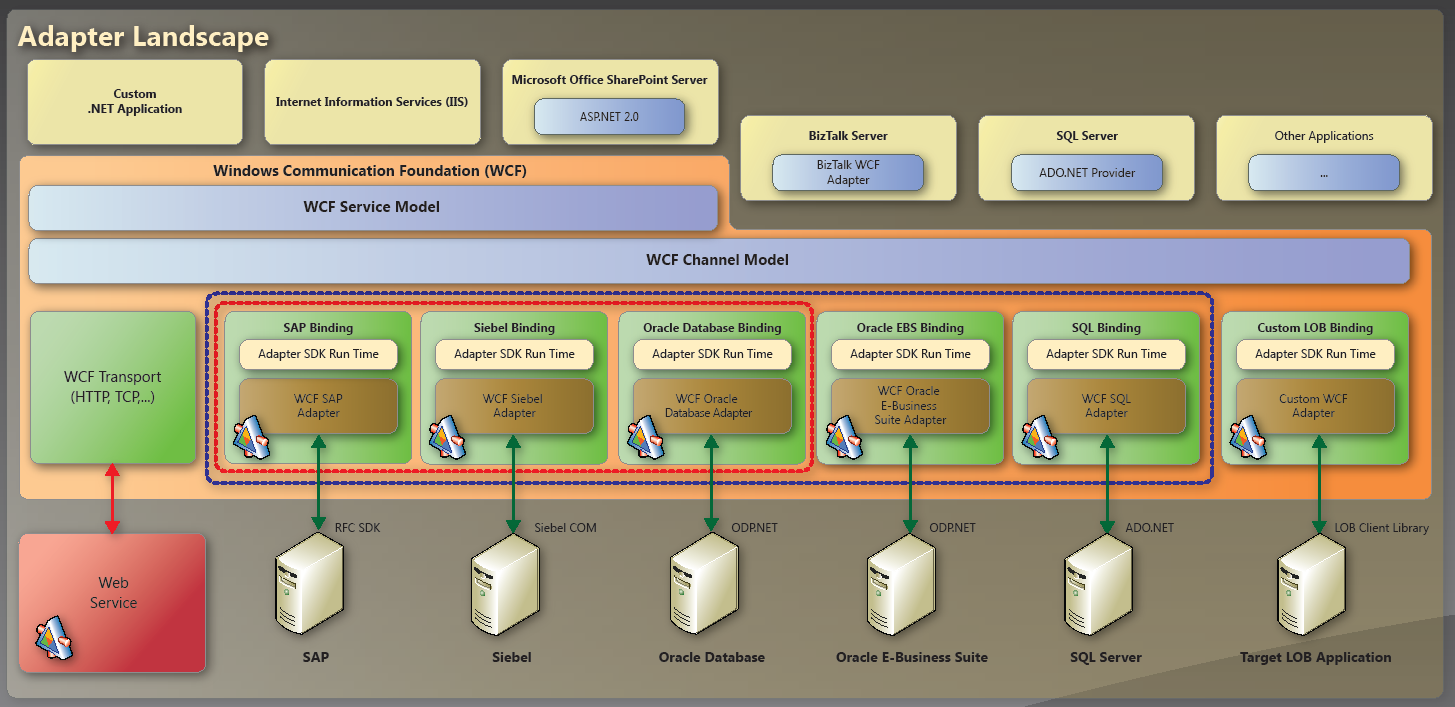 Adapter Landscape
Custom
.NET Application
Internet Information Services (IIS)
Microsoft Office SharePoint Server
ASP.NET 2.0
BizTalk Server
BizTalk WCF
Adapter
SQL Server
ADO.NET Provider
Other Applications
...
Windows Communication Foundation (WCF)
WCF Service Model
WCF Channel Model
WCF Transport
(HTTP, TCP,...)
SAP Binding
Adapter SDK Run Time
WCF SAP
Adapter
Siebel Binding
Adapter SDK Run Time
WCF Siebel
Adapter
Oracle Database Binding
Adapter SDK Run Time
WCF Oracle
Database Adapter
Oracle EBS Binding
Adapter SDK Run Time
WCF Oracle
E-Business
Suite Adapter
SQL Binding
Adapter SDK Run Time
WCF SQL
Adapter
Custom LOB Binding
Adapter SDK Run Time
Custom WCF
Adapter
RFC SDK
Siebel COM
ODP.NET
ODP.NET
ADO.NET
LOB Client Library
Web
Service
SAP
Siebel
Oracle Database
Oracle E-Business Suite
SQL Server
Target LOB Application